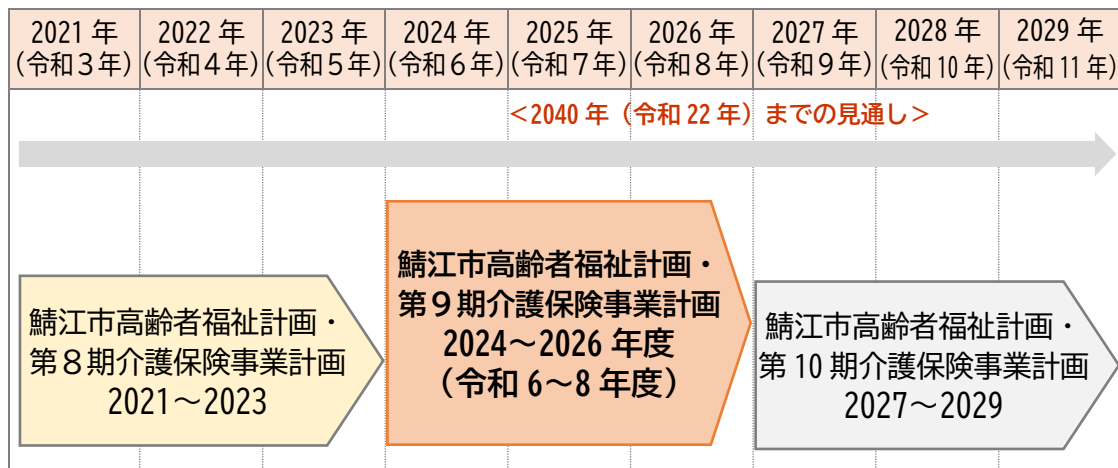 2021 年 2022 年 2023 年 2024 年 2025 年 2026 年 2027 年 2028 年 2029 年
(令和３年) (令和４年) (令和５年) (令和６年) (令和７年) (令和８年) (令和９年) (令和 10 年) (令和 11 年)
＜2040 年（令和 22 年）までの見通し＞
鯖江市高齢者福祉計画・
第８期介護保険事業計画
2021～2023
鯖江市高齢者福祉計画・
第９期介護保険事業計画
2024～2026 年度
（令和 6～8 年度）
鯖江市高齢者福祉計画・
第 10 期介護保険事業計画
2027～2029